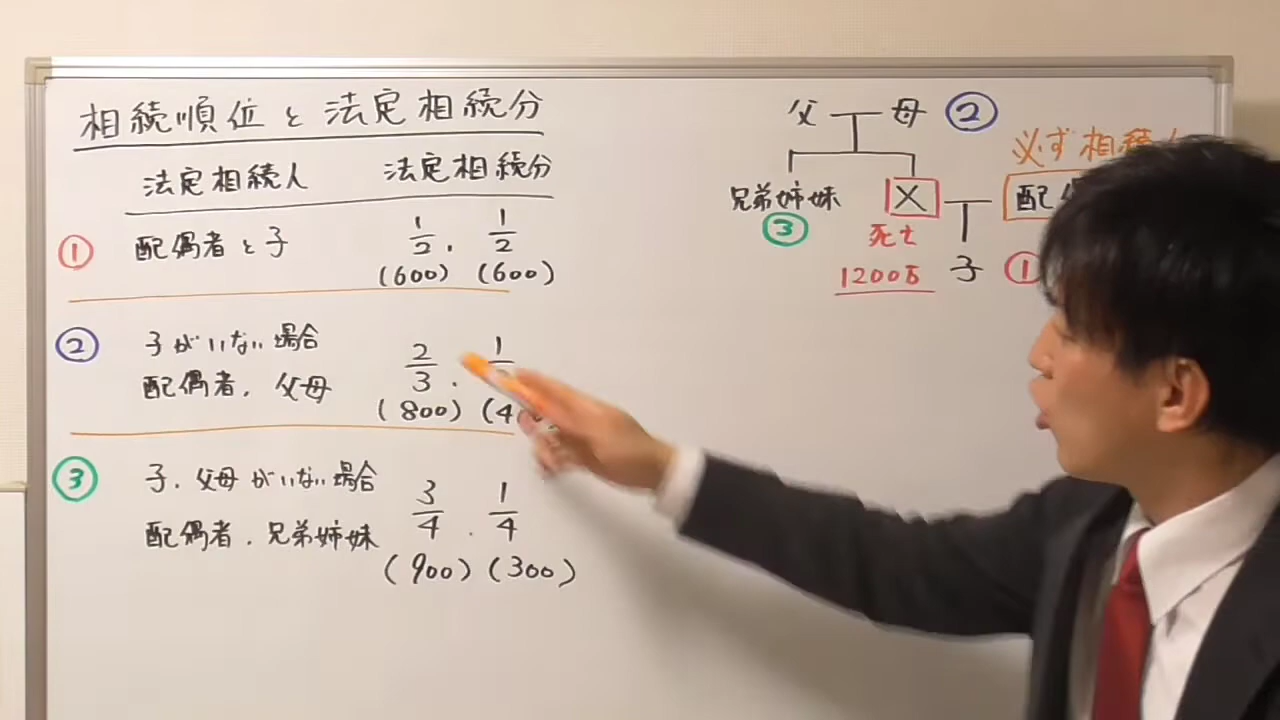 相続順位と法定相続分
法定相続人 法定相続分
① 配偶者と子 1/2, 1/2
(600) (600)
② 子がいない場合
配偶者, 父母 2/3, 1/
(800) (4
③ 子, 父母がいない場合
配偶者, 兄弟姉妹 3/4, 1/4
(900) (300)
父 母 ②
必ず相続
兄弟姉妹 X 配
③ 死亡
1200万 子 ①